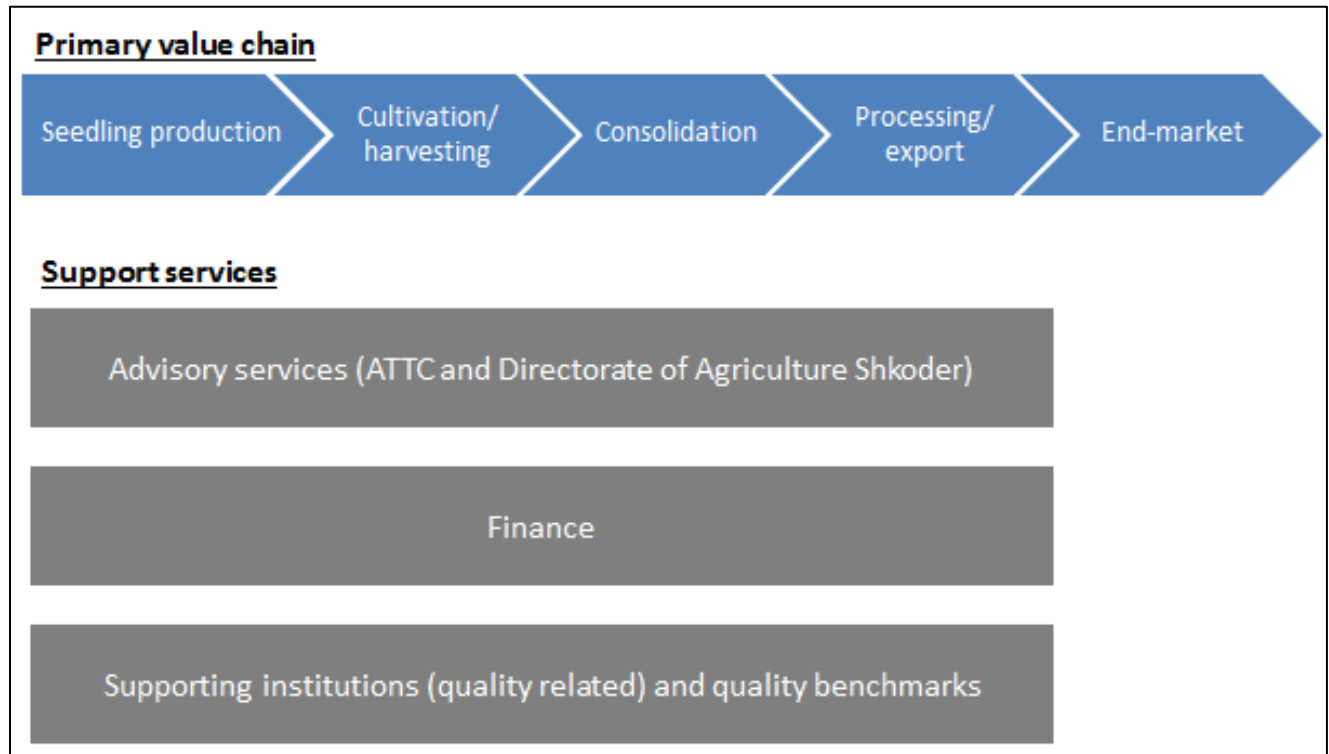 Primary value chain
Seedling production
Cultivation/
harvesting
Consolidation
Processing/
export
End-market
Support services
Advisory services (ATTC and Directorate of Agriculture Shkoder)
Finance
Supporting institutions (quality related) and quality benchmarks